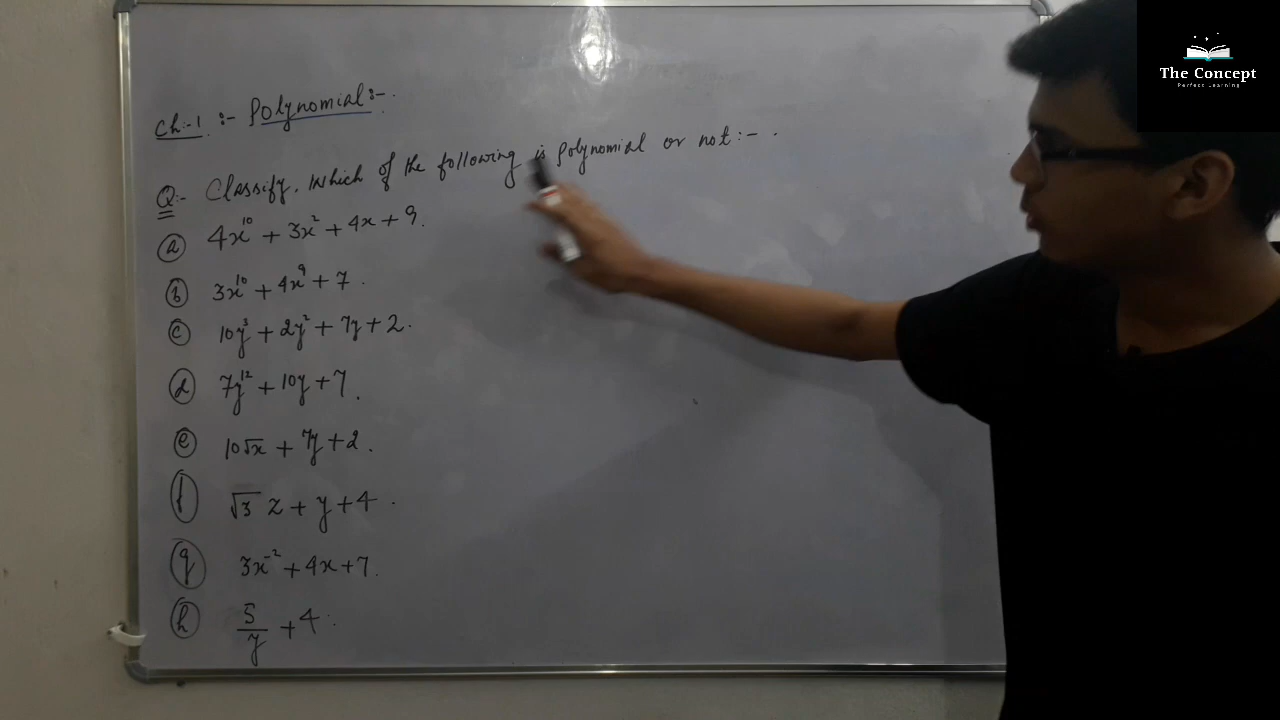 The Concept
Perfect Learning
Ch:-1 :- Polynomial:-.
Q:- Classify. Which of the following is polynomial or not:- .
(a) 4x¹⁰ + 3x² + 4x + 9.
(b) 3x¹⁰ + 4x⁹ + 7.
(c) 10y³ + 2y² + 7y + 2.
(d) 7y¹² + 10y + 7.
(e) 10√x + 7y + 2.
(f) √3 z + y + 4.
(g) 3x⁻² + 4x + 7.
(h) 5/y + 4.